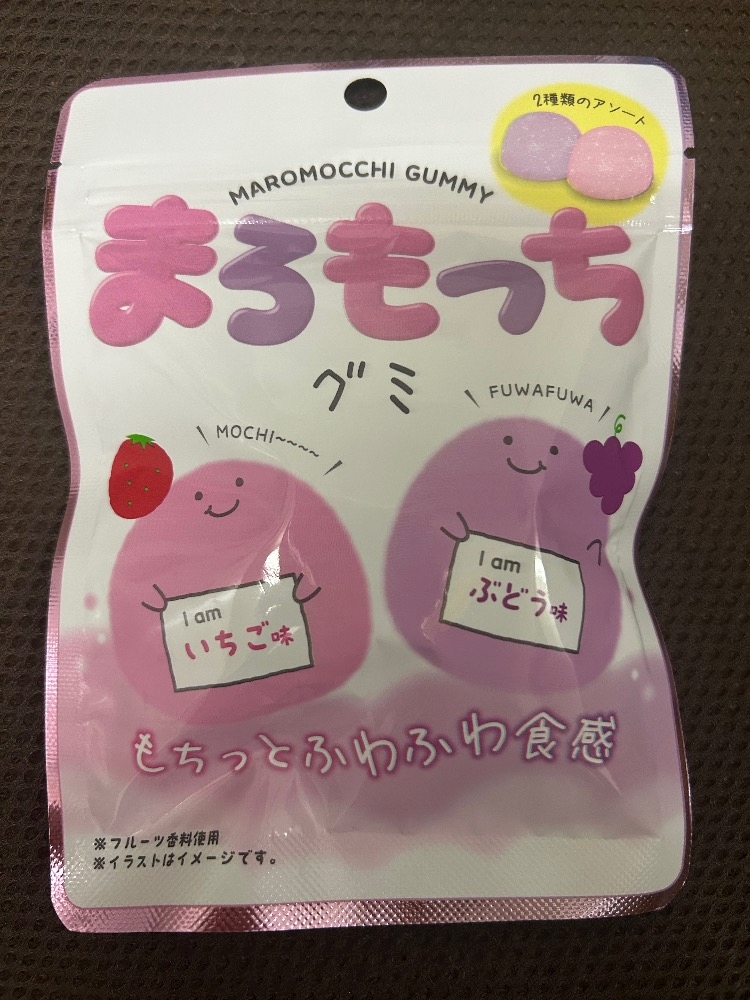 2種類のアソート
MAROMOCCHI GUMMY
まろもっち
グミ
MOCHI~~~~
FUWAFUWA
I am
いちご味
I am
ぶどう味
もちっとふわふわ食感
※フルーツ香料使用
※イラストはイメージです。